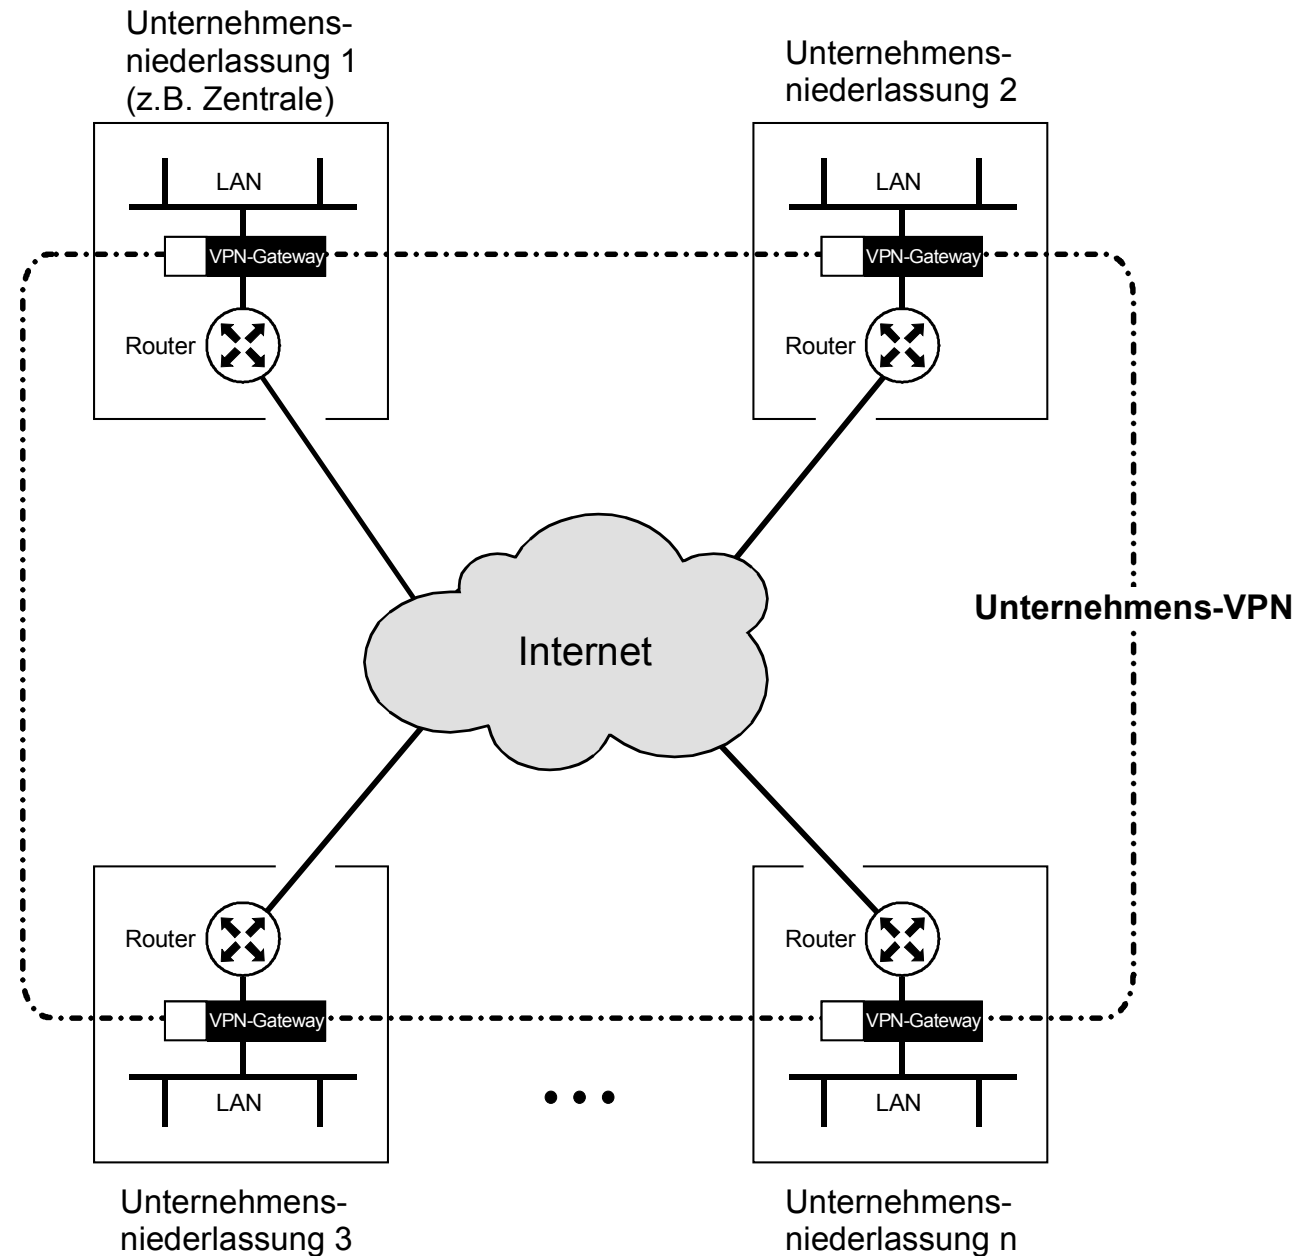 Unternehmens-
niederlassung 1
(z.B. Zentrale)
Unternehmens-
niederlassung 2
LAN
LAN
VPN-Gateway
VPN-Gateway
Router
Router
Unternehmens-VPN
Internet
Router
Router
VPN-Gateway
VPN-Gateway
LAN
LAN
Unternehmens-
niederlassung 3
Unternehmens-
niederlassung n